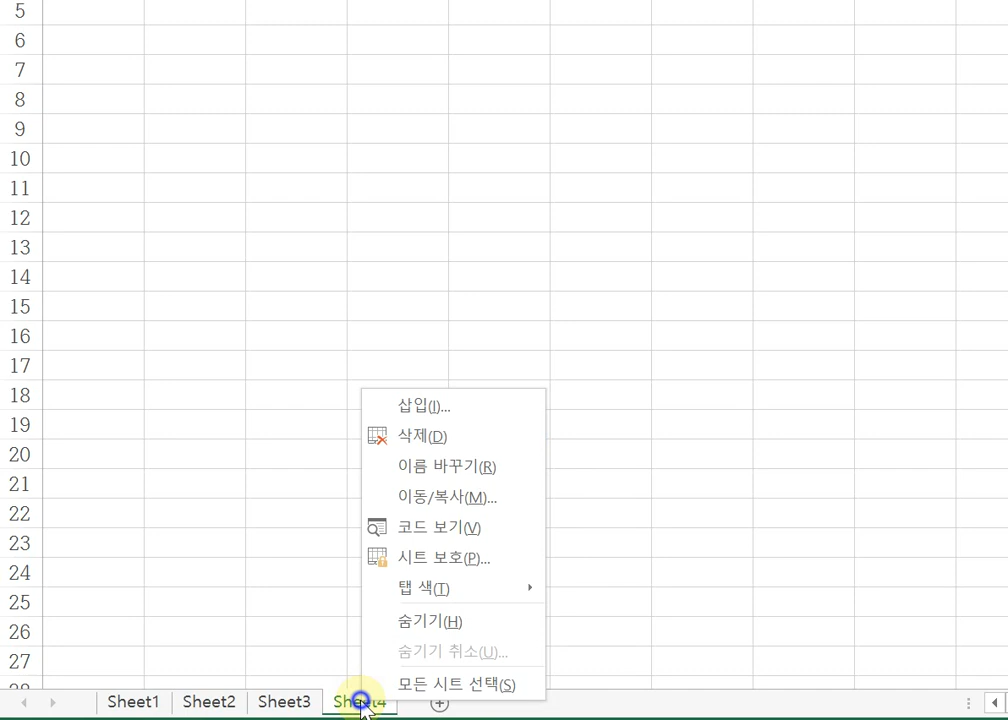 5
6
7
8
9
10
11
12
13
14
15
16
17
18
19
20
21
22
23
24
25
26
27
28
삽입(I)...
삭제(D)
이름 바꾸기(R)
이동/복사(M)...
코드 보기(V)
시트 보호(P)...
탭 색(T)
숨기기(H)
숨기기 취소(U)...
모든 시트 선택(S)
Sheet1 Sheet2 Sheet3 Sheet4